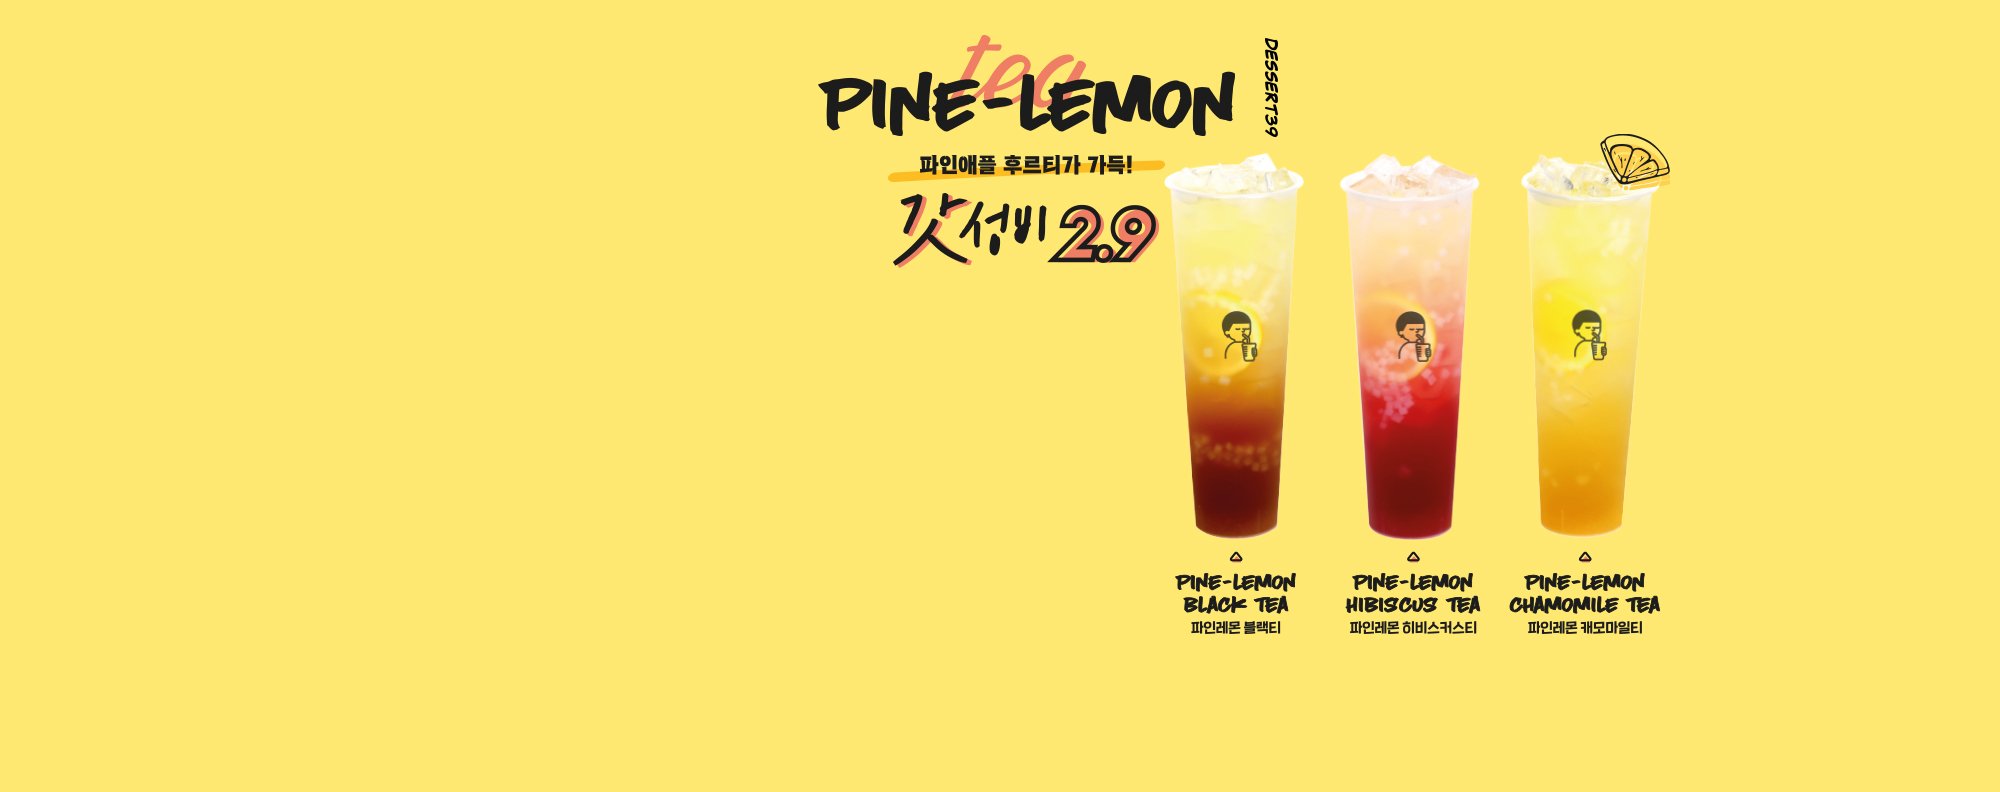 tea
PINE-LEMON
DESSERT39
파인애플 후르티가 가득!
갓성비 2.9
PINE-LEMON
BLACK TEA
파인레몬 블랙티
PINE-LEMON
HIBISCUS TEA
파인레몬 히비스커스티
PINE-LEMON
CHAMOMILE TEA
파인레몬 캐모마일티